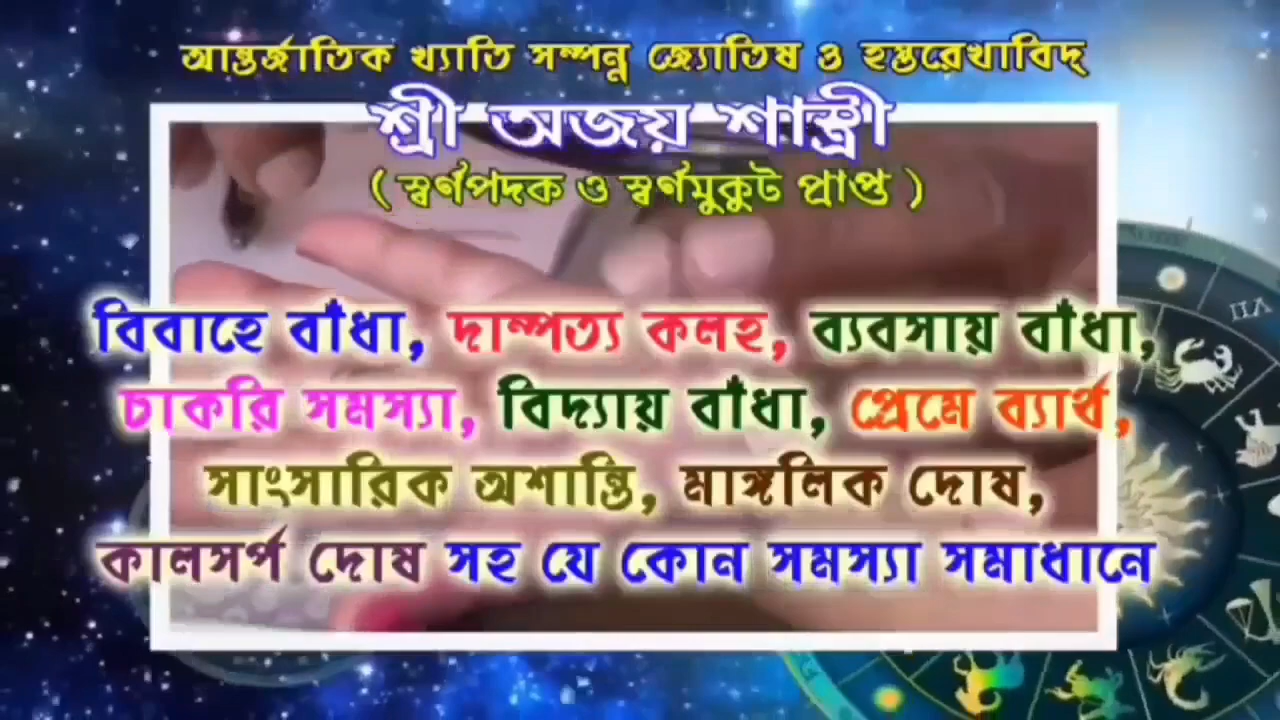 আন্তর্জাতিক খ্যাতি সম্পন্ন জ্যোতিষ ও হস্তরেখাবিদ্
শ্রী অজয় শাস্ত্রী
( স্বর্ণপদক ও স্বর্ণমুকুট প্রাপ্ত )
বিবাহে বাঁধা, দাম্পত্য কলহ, ব্যবসায় বাঁধা,
চাকরি সমস্যা, বিদ্যায় বাঁধা, প্রেমে ব্যার্থ,
সাংসারিক অশান্তি, মাঙ্গলিক দোষ,
কালসর্প দোষ সহ যে কোন সমস্যা সমাধানে